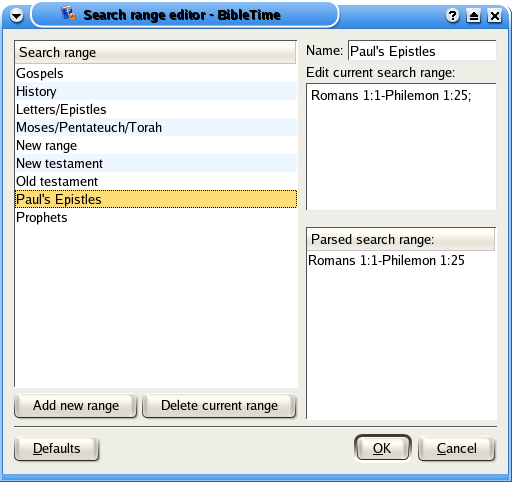 Search range editor - BibleTime
Search range
Gospels
History
Letters/Epistles
Moses/Pentateuch/Torah
New range
New testament
Old testament
Paul's Epistles
Prophets
Add new range
Delete current range
Name: Paul's Epistles
Edit current search range:
Romans 1:1-Philemon 1:25;
Parsed search range:
Romans 1:1-Philemon 1:25
Defaults
OK
Cancel